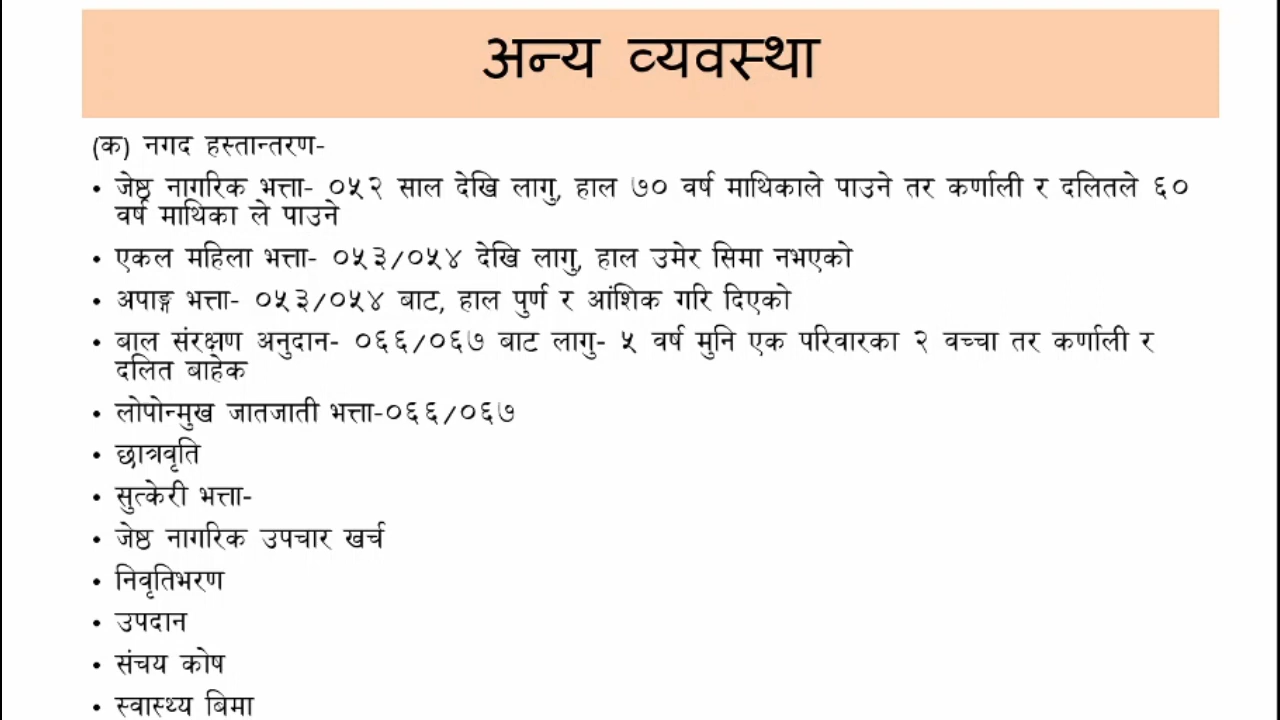 अन्य व्यवस्था
(क) नगद हस्तान्तरण-
• जेष्ठ नागरिक भत्ता- ०५२ साल देखि लागु, हाल ७० वर्ष माथिकाले पाउने तर कर्णाली र दलितले ६०
वर्ष माथिका ले पाउने
• एकल महिला भत्ता- ०५३/०५४ देखि लागु, हाल उमेर सिमा नभएको
• अपाङ्ग भत्ता- ०५३/०५४ बाट, हाल पुर्ण र आंशिक गरि दिएको
• बाल संरक्षण अनुदान- ०६६/०६७ बाट लागु- ५ वर्ष मुनि एक परिवारका २ वच्चा तर कर्णाली र
दलित बाहेक
• लोपोन्मुख जातजाती भत्ता-०६६/०६७
• छात्रवृति
• सुत्केरी भत्ता-
• जेष्ठ नागरिक उपचार खर्च
• निवृतिभरण
• उपदान
• संचय कोष
• स्वास्थ्य बिमा